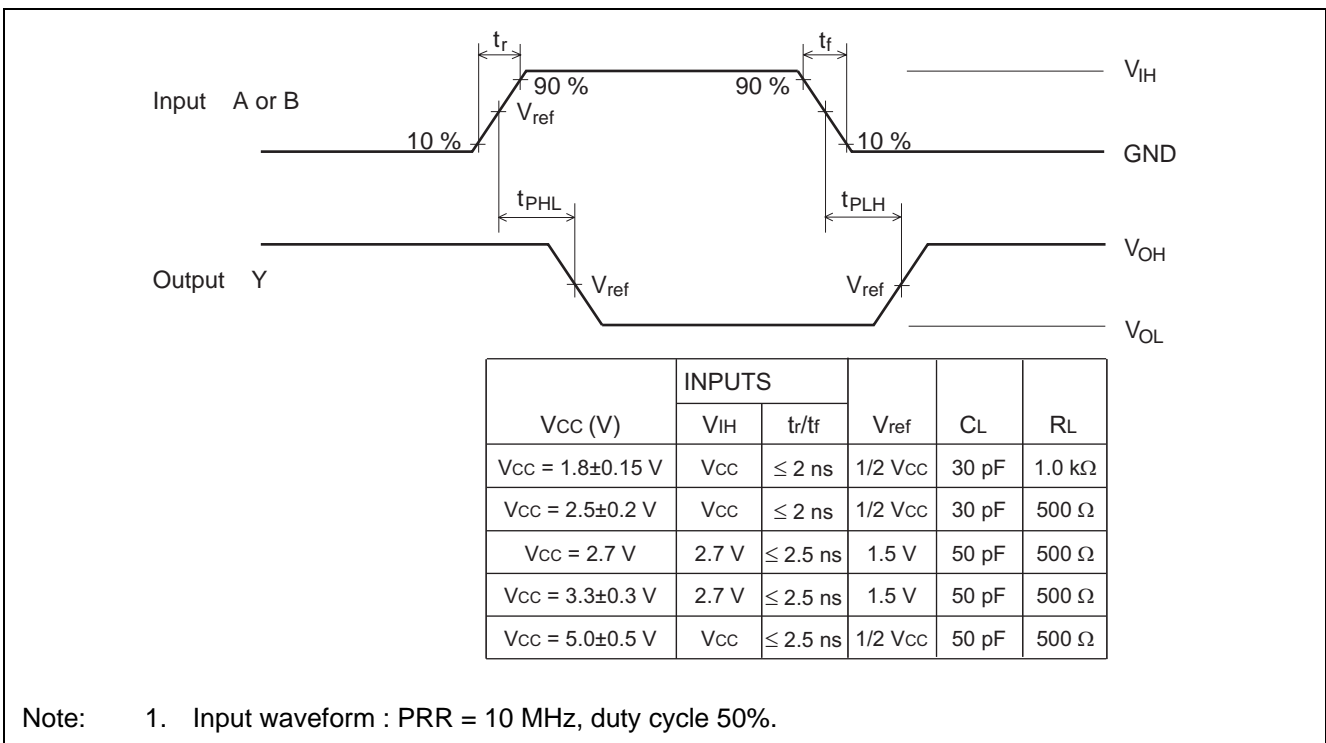 tr
tf
VIH
90 %
90 %
Input A or B
Vref
10 %
10 %
GND
tPHL
tPLH
VOH
Output Y
Vref
Vref
VOL
INPUTS
VCC (V) VIH tr/tf Vref CL RL
VCC = 1.8±0.15 V VCC ≤ 2 ns 1/2 VCC 30 pF 1.0 kΩ
VCC = 2.5±0.2 V VCC ≤ 2 ns 1/2 VCC 30 pF 500 Ω
VCC = 2.7 V 2.7 V ≤ 2.5 ns 1.5 V 50 pF 500 Ω
VCC = 3.3±0.3 V 2.7 V ≤ 2.5 ns 1.5 V 50 pF 500 Ω
VCC = 5.0±0.5 V VCC ≤ 2.5 ns 1/2 VCC 50 pF 500 Ω
Note: 1. Input waveform : PRR = 10 MHz, duty cycle 50%.